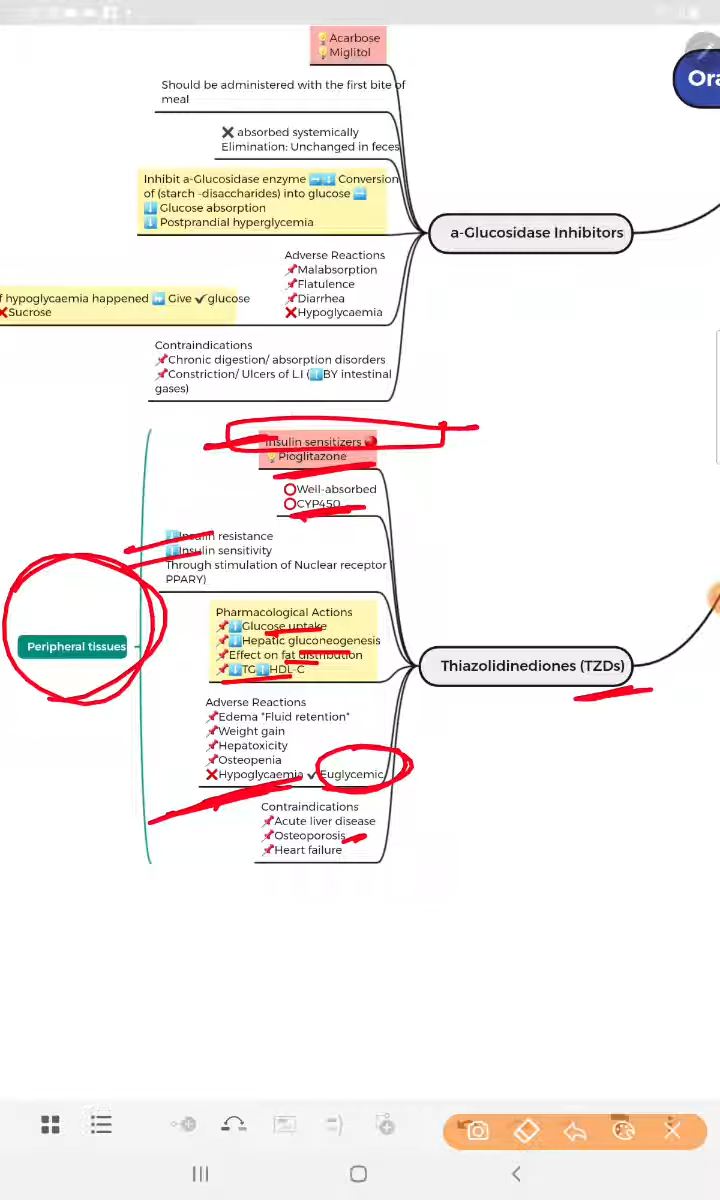 Acarbose
Miglitol
Should be administered with the first bite of
meal
❌ absorbed systemically
Elimination: Unchanged in feces
Inhibit a-Glucosidase enzyme ➡️⬇️ Conversion
of (starch -disaccharides) into glucose ➡️
⬇️ Glucose absorption
⬇️ Postprandial hyperglycemia
a-Glucosidase Inhibitors
Adverse Reactions
📌Malabsorption
📌Flatulence
📌Diarrhea
❌Hypoglycaemia
f hypoglycaemia happened ➡️ Give ✔glucose
❌Sucrose
Contraindications
📌Chronic digestion/ absorption disorders
📌Constriction/ Ulcers of L.I (⬆️BY intestinal
gases)
Ora
Insulin sensitizers
Pioglitazone
⭕Well-absorbed
⭕CYP450
⬇️Insulin resistance
⬆️Insulin sensitivity
Through stimulation of Nuclear receptor
PPARY)
Pharmacological Actions
📌⬆️Glucose uptake
📌⬇️Hepatic gluconeogenesis
📌Effect on fat distribution
📌⬇️TG⬆️HDL-C
Peripheral tissues
Thiazolidinediones (TZDs)
Adverse Reactions
📌Edema "Fluid retention"
📌Weight gain
📌Hepatoxicity
📌Osteopenia
❌Hypoglycaemia ✔Euglycemic
Contraindications
📌Acute liver disease
📌Osteoporosis
📌Heart failure